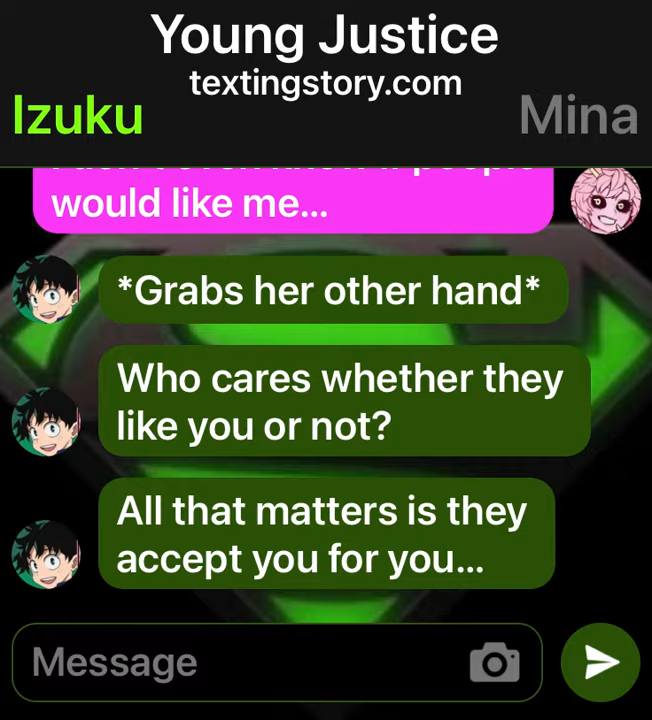 Young Justice
textingstory.com
Izuku
Mina
would like me...
*Grabs her other hand*
Who cares whether they
like you or not?
All that matters is they
accept you for you...
Message